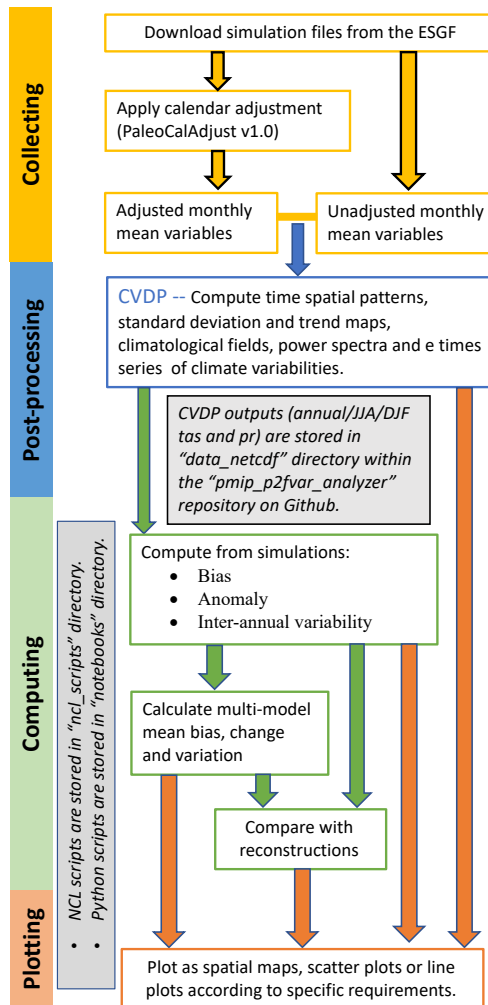 Collecting
Download simulation files from the ESGF
Apply calendar adjustment
(PaleoCalAdjust v1.0)
Adjusted monthly
mean variables
Unadjusted monthly
mean variables
Post-processing
CVDP -- Compute time spatial patterns,
standard deviation and trend maps,
climatological fields, power spectra and e times
series of climate variabilities.
CVDP outputs (annual/JJA/DJF
tas and pr) are stored in
“data_netcdf” directory within
the “pmip_p2fvar_analyzer”
repository on Github.
Computing
• NCL scripts are stored in “ncl_scripts” directory.
• Python scripts are stored in “notebooks” directory.
Compute from simulations:
• Bias
• Anomaly
• Inter-annual variability
Calculate multi-model
mean bias, change
and variation
Compare with
reconstructions
Plotting
Plot as spatial maps, scatter plots or line
plots according to specific requirements.